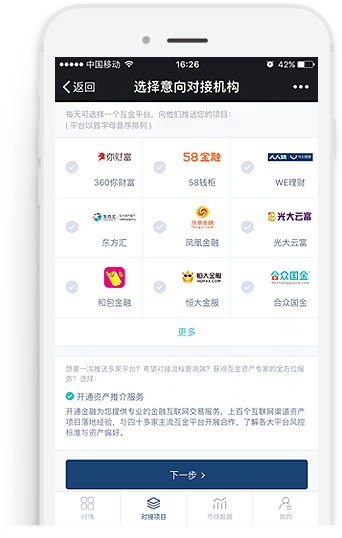 中国移动
16:26
42%
返回
选择意向对接机构
每天可选择一个互金平台，向他们推送您的项目：
（平台以首字母音序排列）
你财富
58金融
人人贷
360你财富
58钱柜
WE理财
东方汇
凤凰金融
fengjr.com
光大云富
东方汇
凤凰金融
光大云富
恒大金服
HDFAX.COM
合众国金
和包金融
恒大金服
合众国金
更多
想要一次推送多家平台？希望对接流程更高效？获得互金资产专家的全方位服
务？选择：
开通资产推介服务
开通金融为您提供专业的金融互联网交易服务，上百个互联网渠道资产
项目落地经验，与四十多家主流互金平台开展合作，了解各大平台风控
标准与资产偏好。
下一步 >
行情
对接项目
市场数据
我的